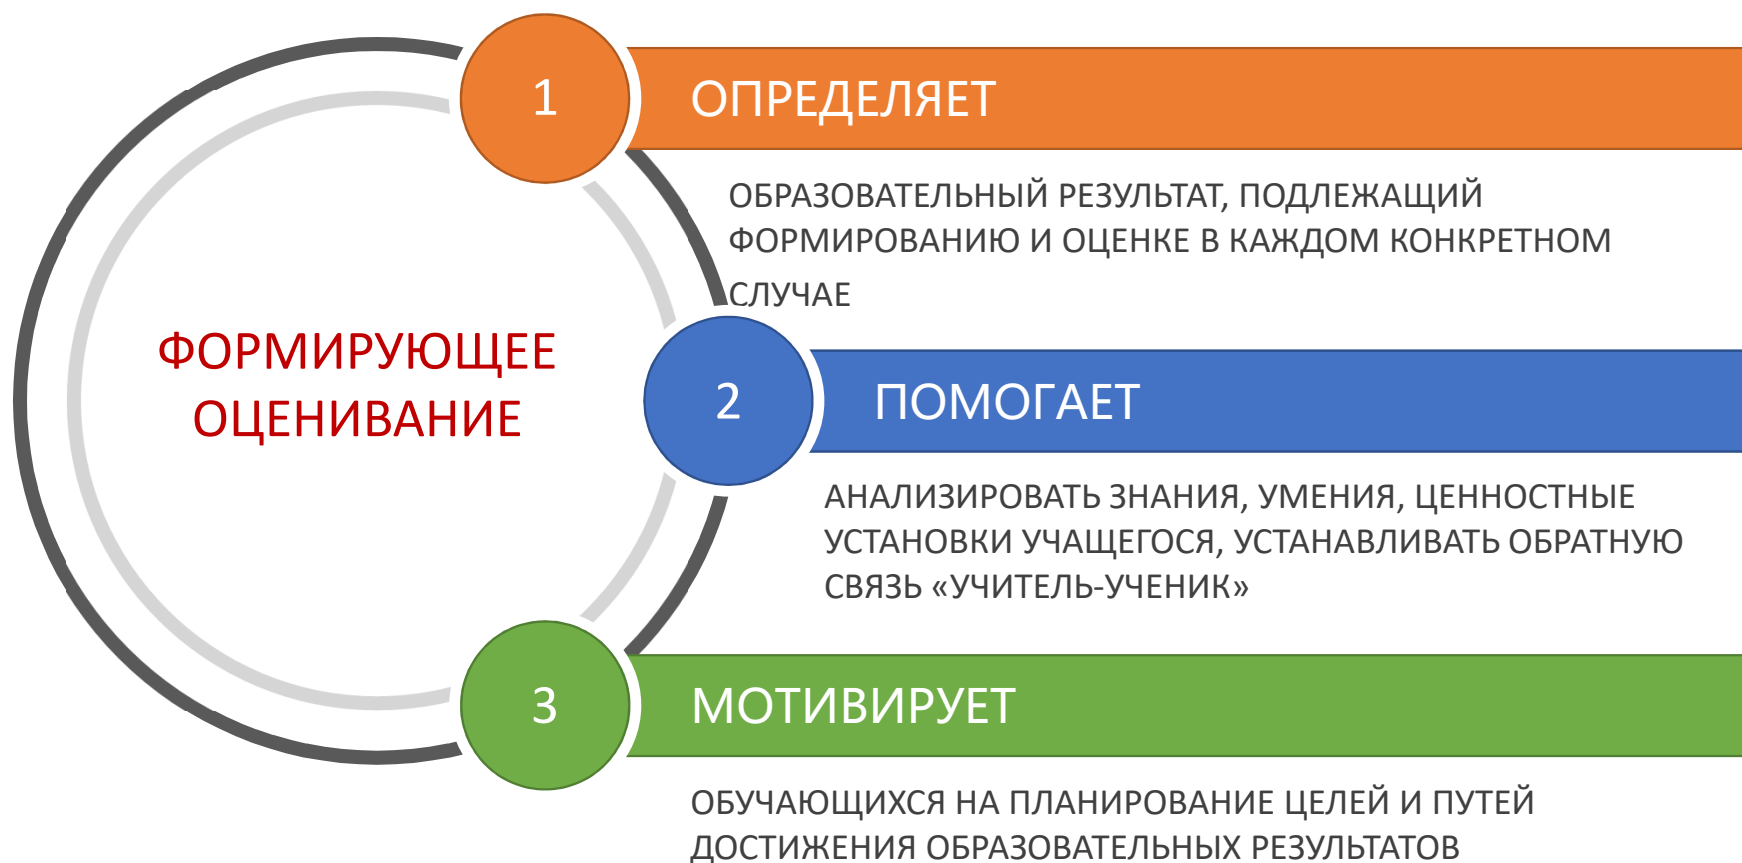 1
ОПРЕДЕЛЯЕТ
ОБРАЗОВАТЕЛЬНЫЙ РЕЗУЛЬТАТ, ПОДЛЕЖАЩИЙ
ФОРМИРОВАНИЮ И ОЦЕНКЕ В КАЖДОМ КОНКРЕТНОМ
СЛУЧАЕ
ФОРМИРУЮЩЕЕ
ОЦЕНИВАНИЕ
2
ПОМОГАЕТ
АНАЛИЗИРОВАТЬ ЗНАНИЯ, УМЕНИЯ, ЦЕННОСТНЫЕ
УСТАНОВКИ УЧАЩЕГОСЯ, УСТАНАВЛИВАТЬ ОБРАТНУЮ
СВЯЗЬ «УЧИТЕЛЬ-УЧЕНИК»
3
МОТИВИРУЕТ
ОБУЧАЮЩИХСЯ НА ПЛАНИРОВАНИЕ ЦЕЛЕЙ И ПУТЕЙ
ДОСТИЖЕНИЯ ОБРАЗОВАТЕЛЬНЫХ РЕЗУЛЬТАТОВ